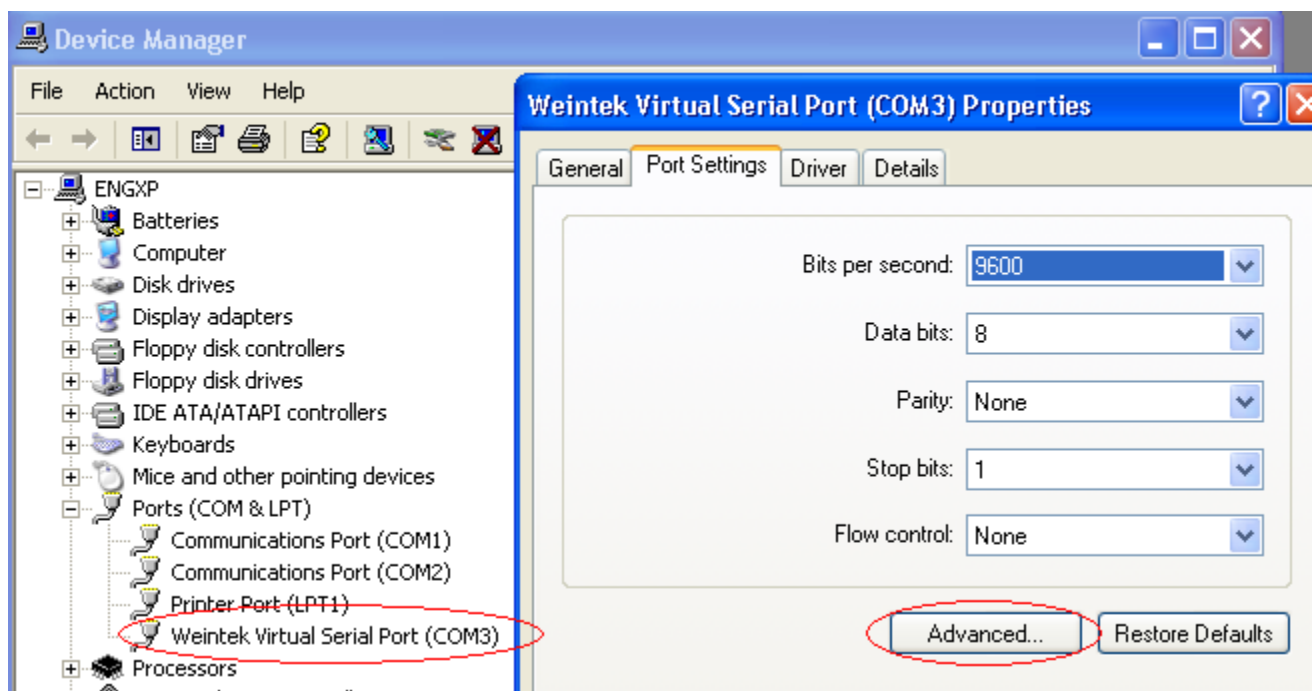 Device Manager
File Action View Help
ENGXP
Batteries
Computer
Disk drives
Display adapters
Floppy disk controllers
Floppy disk drives
IDE ATA/ATAPI controllers
Keyboards
Mice and other pointing devices
Ports (COM & LPT)
Communications Port (COM1)
Communications Port (COM2)
Printer Port (LPT1)
Weintek Virtual Serial Port (COM3)
Processors
Weintek Virtual Serial Port (COM3) Properties
General Port Settings Driver Details
Bits per second: 9600
Data bits: 8
Parity: None
Stop bits: 1
Flow control: None
Advanced... Restore Defaults